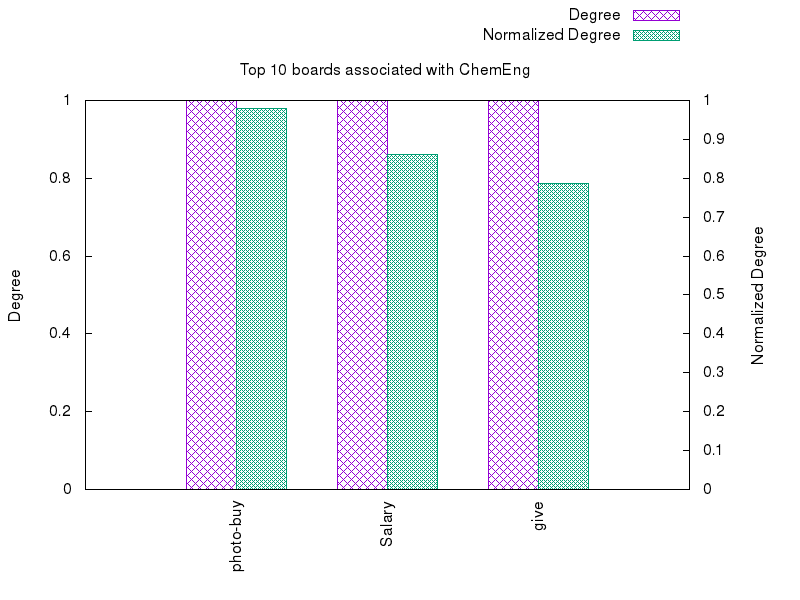 Degree
Normalized Degree
Top 10 boards associated with ChemEng
1
0.8
0.6
0.4
0.2
0
Degree
1
0.9
0.8
0.7
0.6
0.5
0.4
0.3
0.2
0.1
0
Normalized Degree
photo-buy
Salary
give